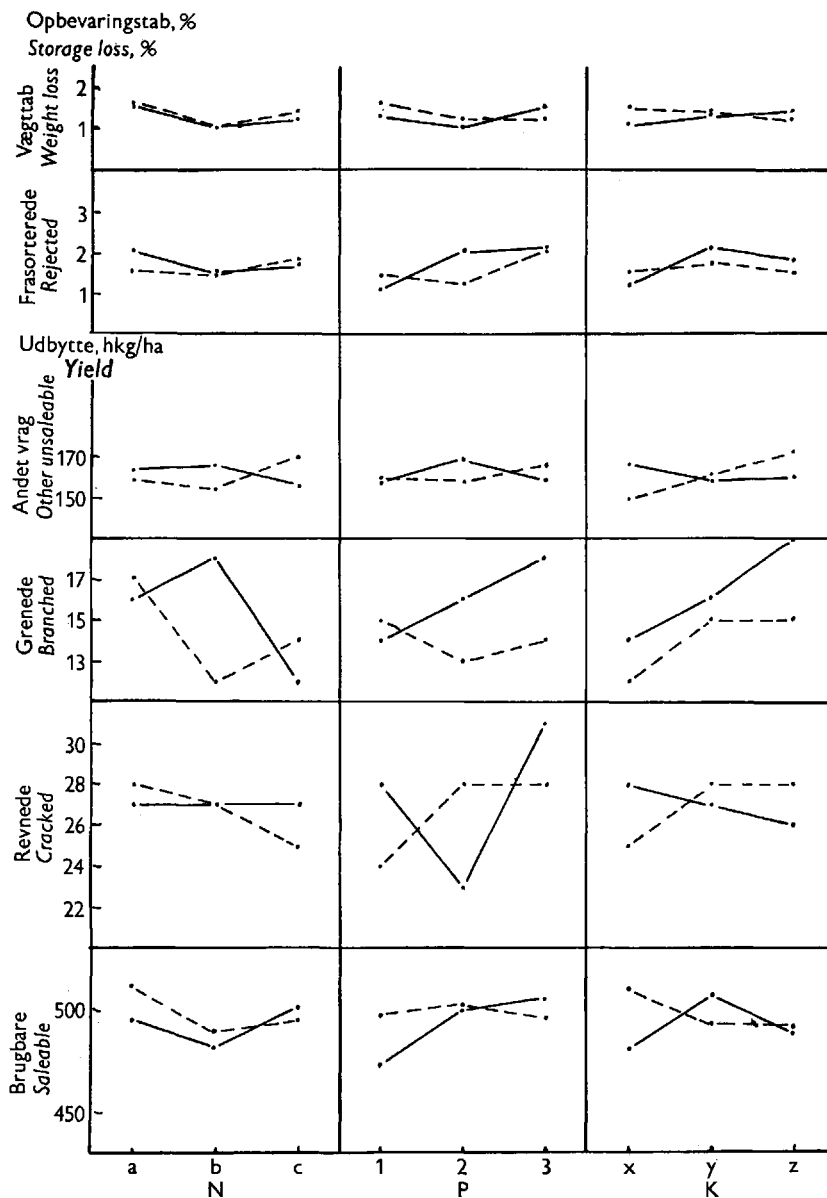 Opbevaringstab, %
Storage loss, %
Vægttab
Weight loss
2
1
Frasorterede
Rejected
3
2
1
Udbytte, hkg/ha
Yield
Andet vrag
Other unsaleable
170
150
Grenede
Branched
17
15
13
Revnede
Cracked
30
28
26
24
22
Brugbare
Saleable
500
450
a b c 1 2 3 x y z
N P K